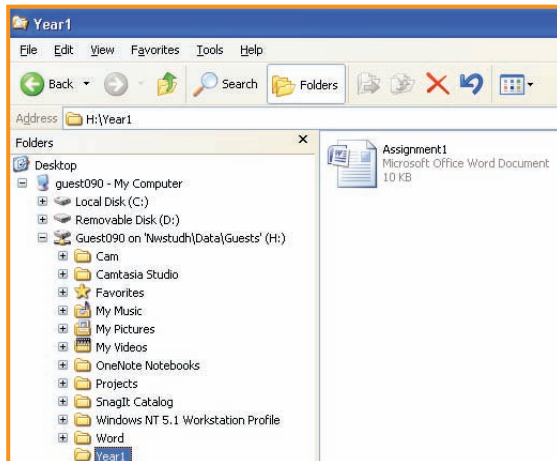 Year1
File Edit View Favorites Tools Help
Back Search Folders
Address H:\Year1
Folders
Desktop
guest090 - My Computer
Local Disk (C:)
Removable Disk (D:)
Guest090 on 'Nwstudh\Data\Guests' (H:)
Cam
Camtasia Studio
Favorites
My Music
My Pictures
My Videos
OneNote Notebooks
Projects
SnagIt Catalog
Windows NT 5.1 Workstation Profile
Word
Year1
Assignment1
Microsoft Office Word Document
10 KB